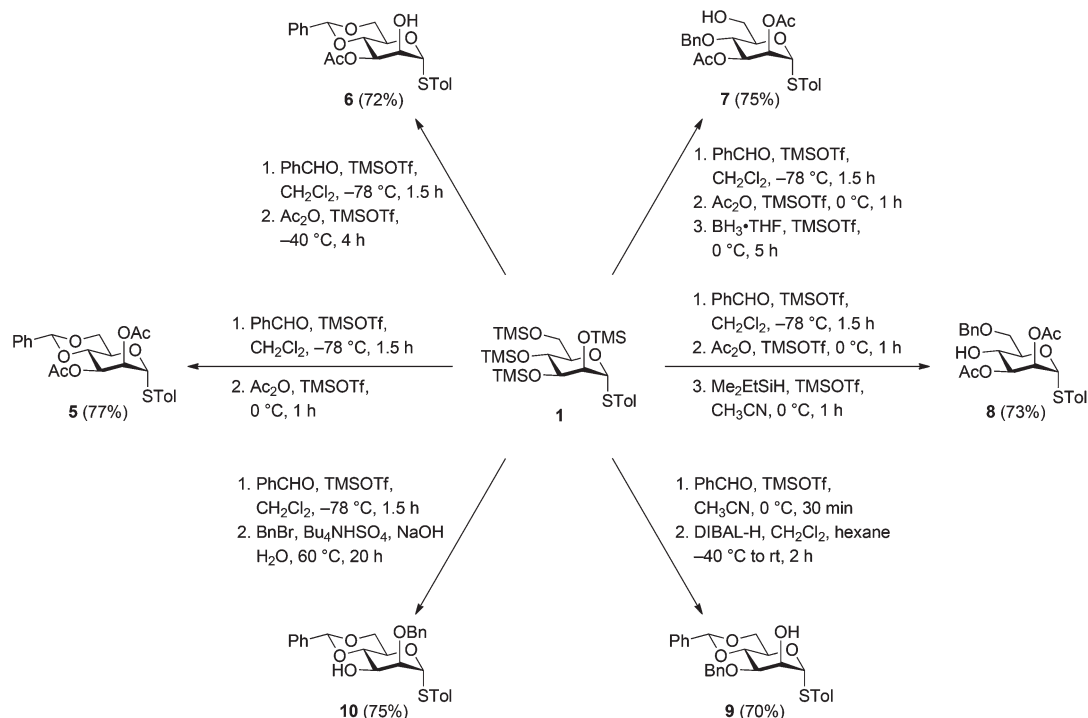 Ph
O
O
OH
O
AcO
STol
6 (72%)
HO
OAc
BnO
O
AcO
STol
7 (75%)
1. PhCHO, TMSOTf,
CH₂Cl₂, –78 °C, 1.5 h
2. Ac₂O, TMSOTf,
–40 °C, 4 h
1. PhCHO, TMSOTf,
CH₂Cl₂, –78 °C, 1.5 h
2. Ac₂O, TMSOTf, 0 °C, 1 h
3. BH₃•THF, TMSOTf,
0 °C, 5 h
Ph
O
O
OAc
O
AcO
STol
5 (77%)
1. PhCHO, TMSOTf,
CH₂Cl₂, –78 °C, 1.5 h
2. Ac₂O, TMSOTf,
0 °C, 1 h
TMSO
OTMS
TMSO
O
TMSO
STol
1
1. PhCHO, TMSOTf,
CH₂Cl₂, –78 °C, 1.5 h
2. Ac₂O, TMSOTf, 0 °C, 1 h
3. Me₂EtSiH, TMSOTf,
CH₃CN, 0 °C, 1 h
BnO
OAc
HO
O
AcO
STol
8 (73%)
1. PhCHO, TMSOTf,
CH₂Cl₂, –78 °C, 1.5 h
2. BnBr, Bu₄NHSO₄, NaOH
H₂O, 60 °C, 20 h
1. PhCHO, TMSOTf,
CH₃CN, 0 °C, 30 min
2. DIBAL-H, CH₂Cl₂, hexane
–40 °C to rt, 2 h
Ph
O
O
OBn
O
HO
STol
10 (75%)
Ph
O
O
OH
O
BnO
STol
9 (70%)